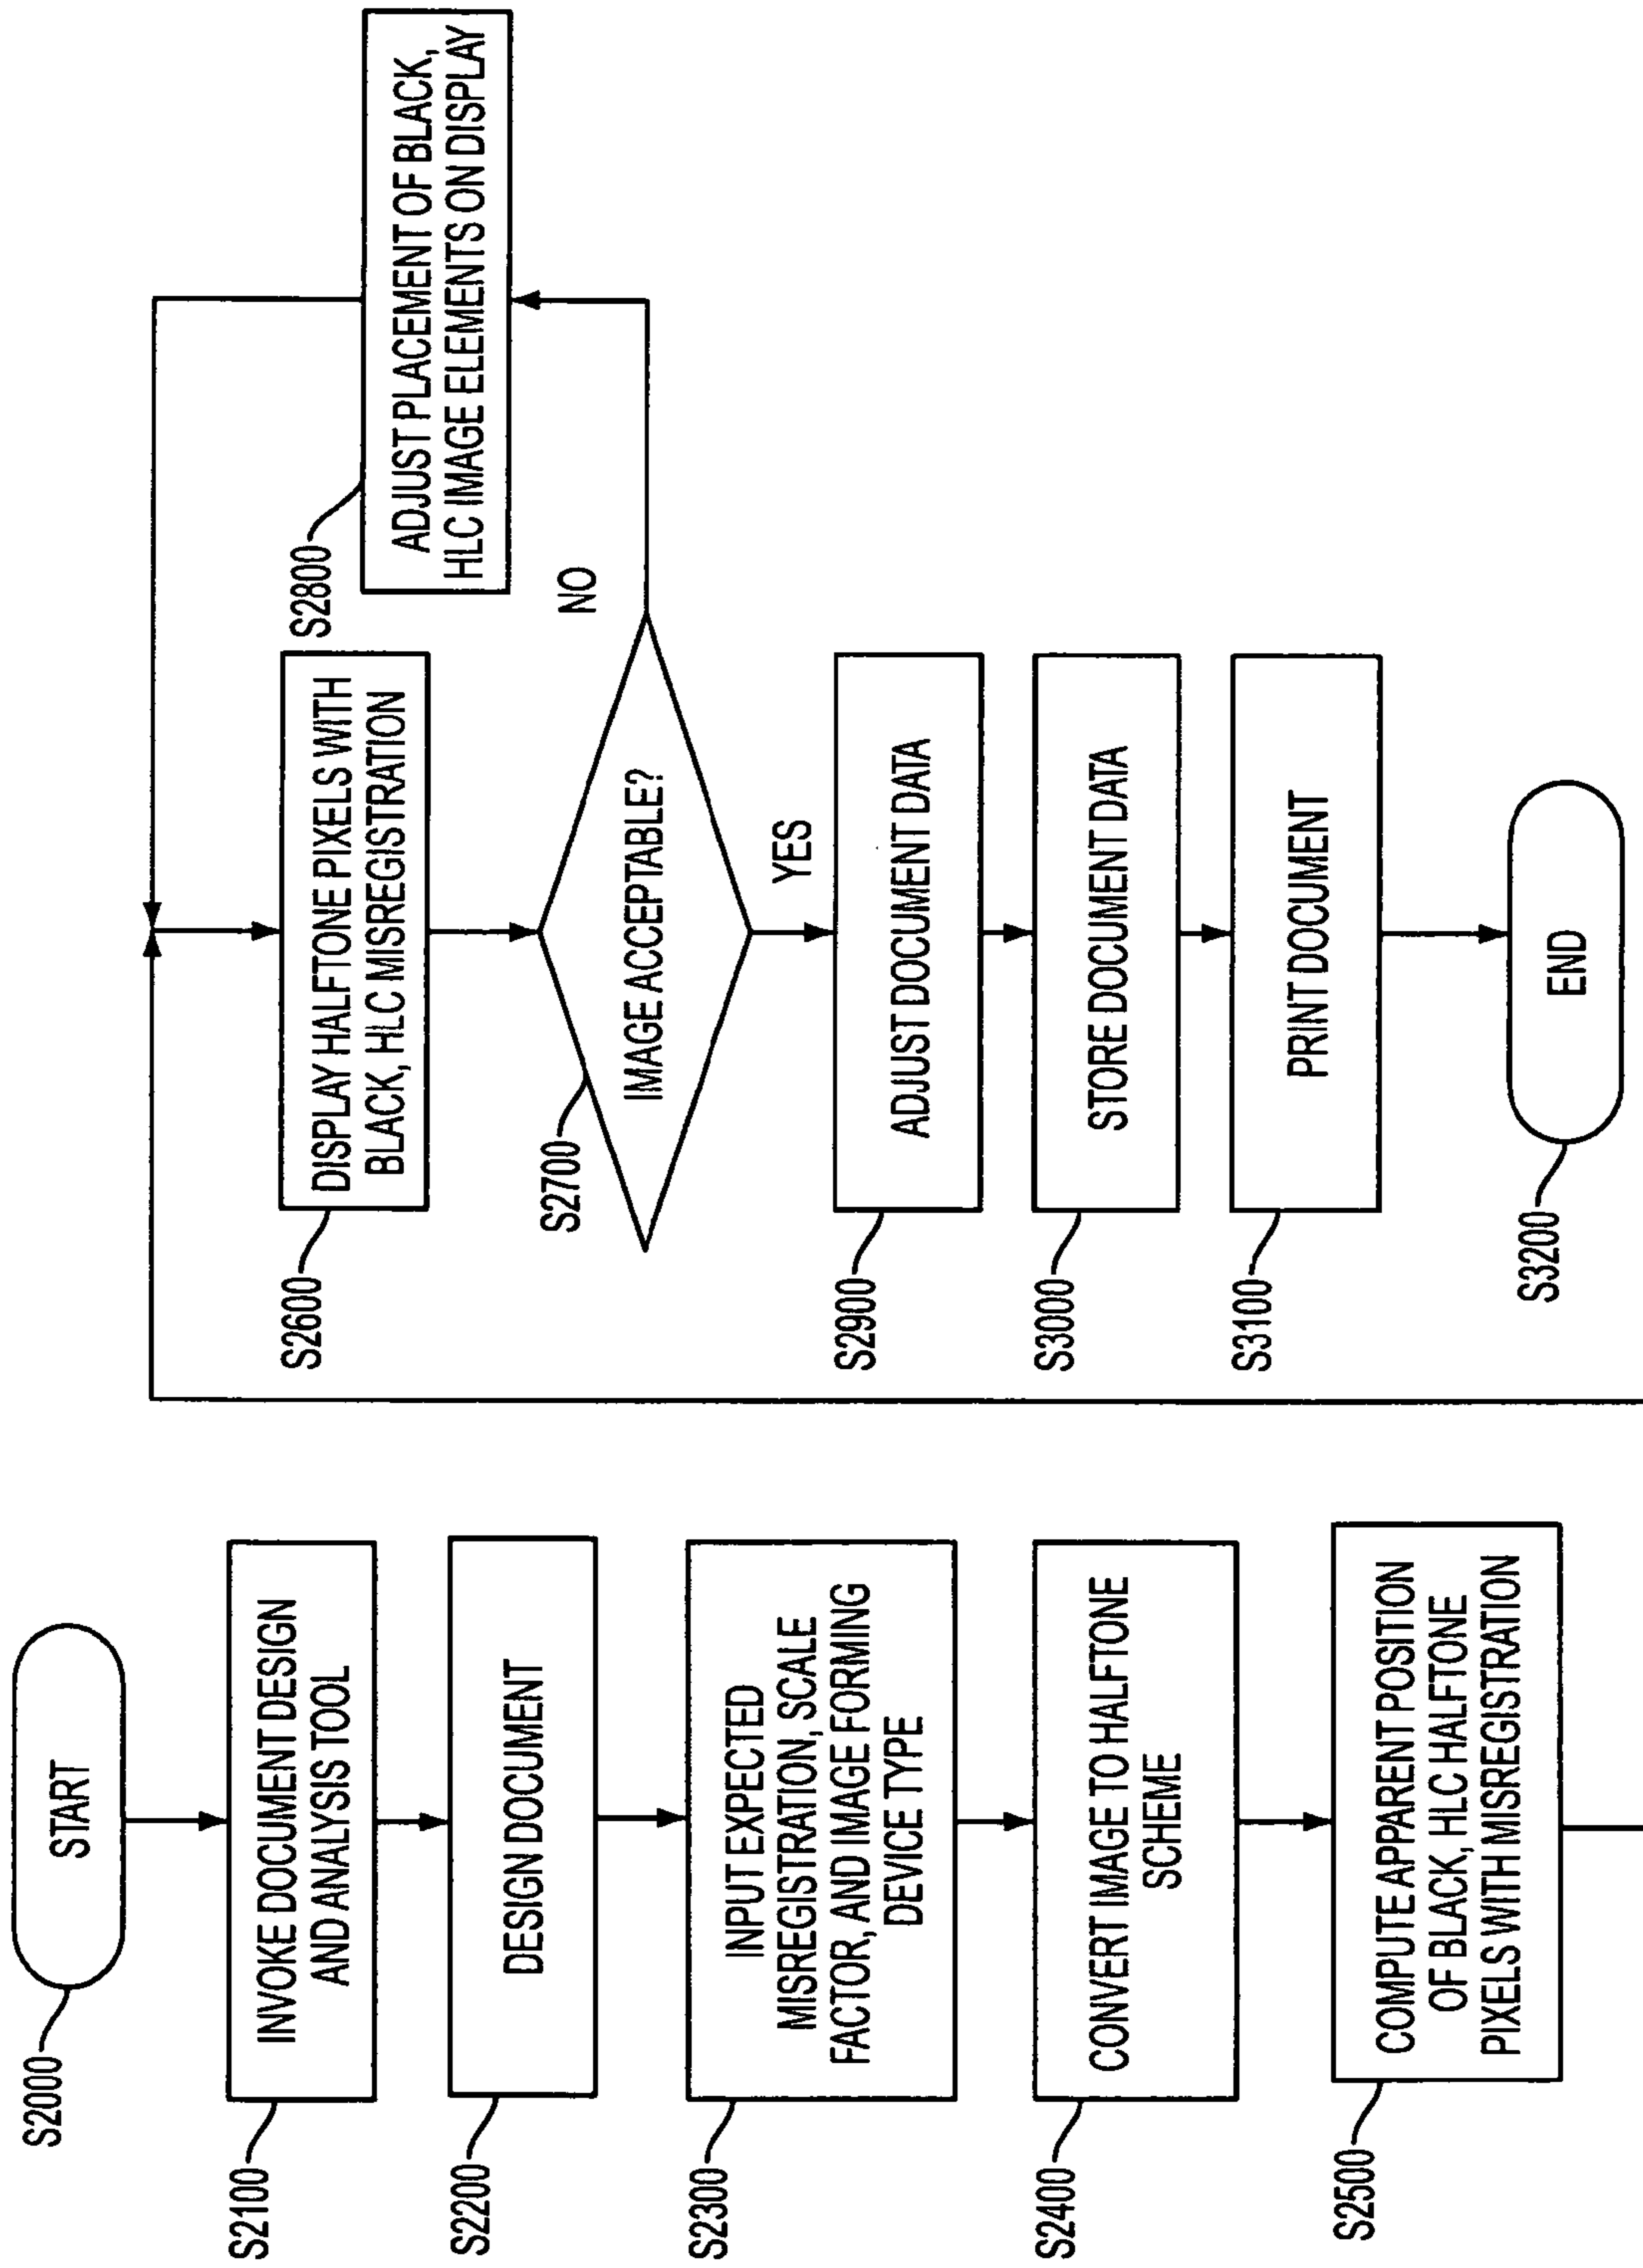 S2000
START
S2100
INVOKE DOCUMENT DESIGN
AND ANALYSIS TOOL
S2200
DESIGN DOCUMENT
S2300
INPUT EXPECTED
MISREGISTRATION, SCALE
FACTOR, AND IMAGE FORMING
DEVICE TYPE
S2400
CONVERT IMAGE TO HALFTONE
SCHEME
S2500
COMPUTE APPARENT POSITION
OF BLACK, HLC HALFTONE
PIXELS WITH MISREGISTRATION
S2600
DISPLAY HALFTONE PIXELS WITH
BLACK, HLC MISREGISTRATION
S2700
IMAGE ACCEPTABLE?
NO
S2800
ADJUST PLACEMENT OF BLACK,
HLC IMAGE ELEMENTS ON DISPLAY
YES
S2900
ADJUST DOCUMENT DATA
S3000
STORE DOCUMENT DATA
S3100
PRINT DOCUMENT
S3200
END